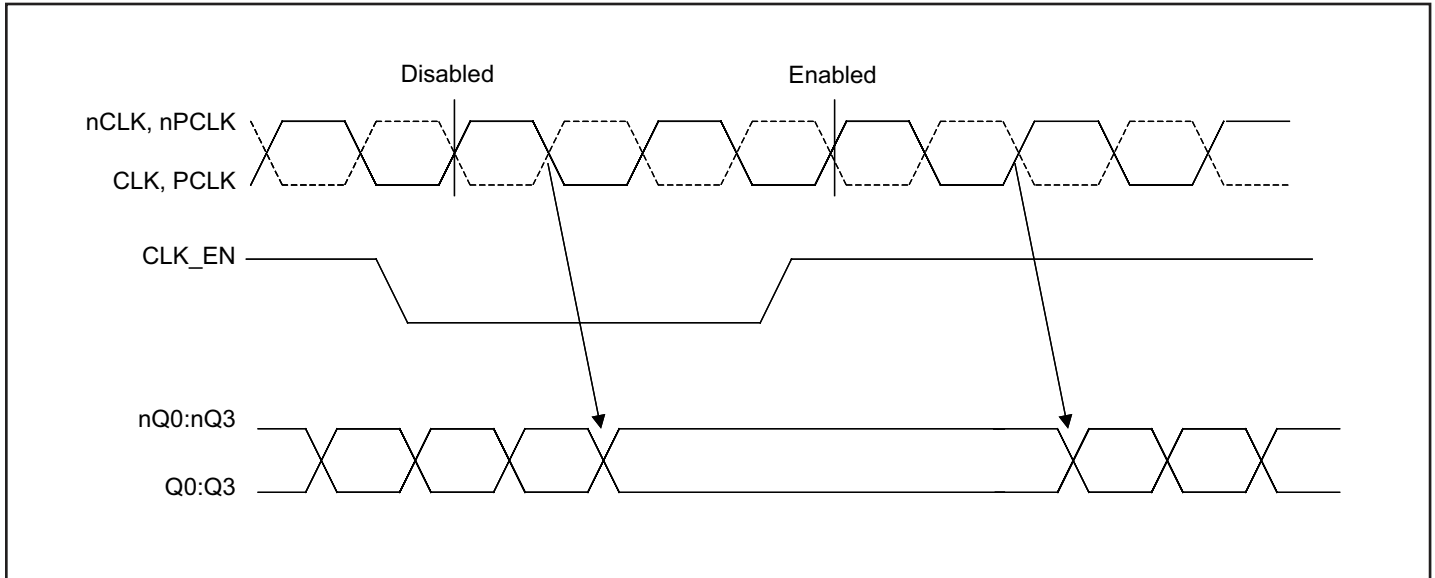 Disabled
Enabled
nCLK, nPCLK
CLK, PCLK
CLK_EN
nQ0:nQ3
Q0:Q3